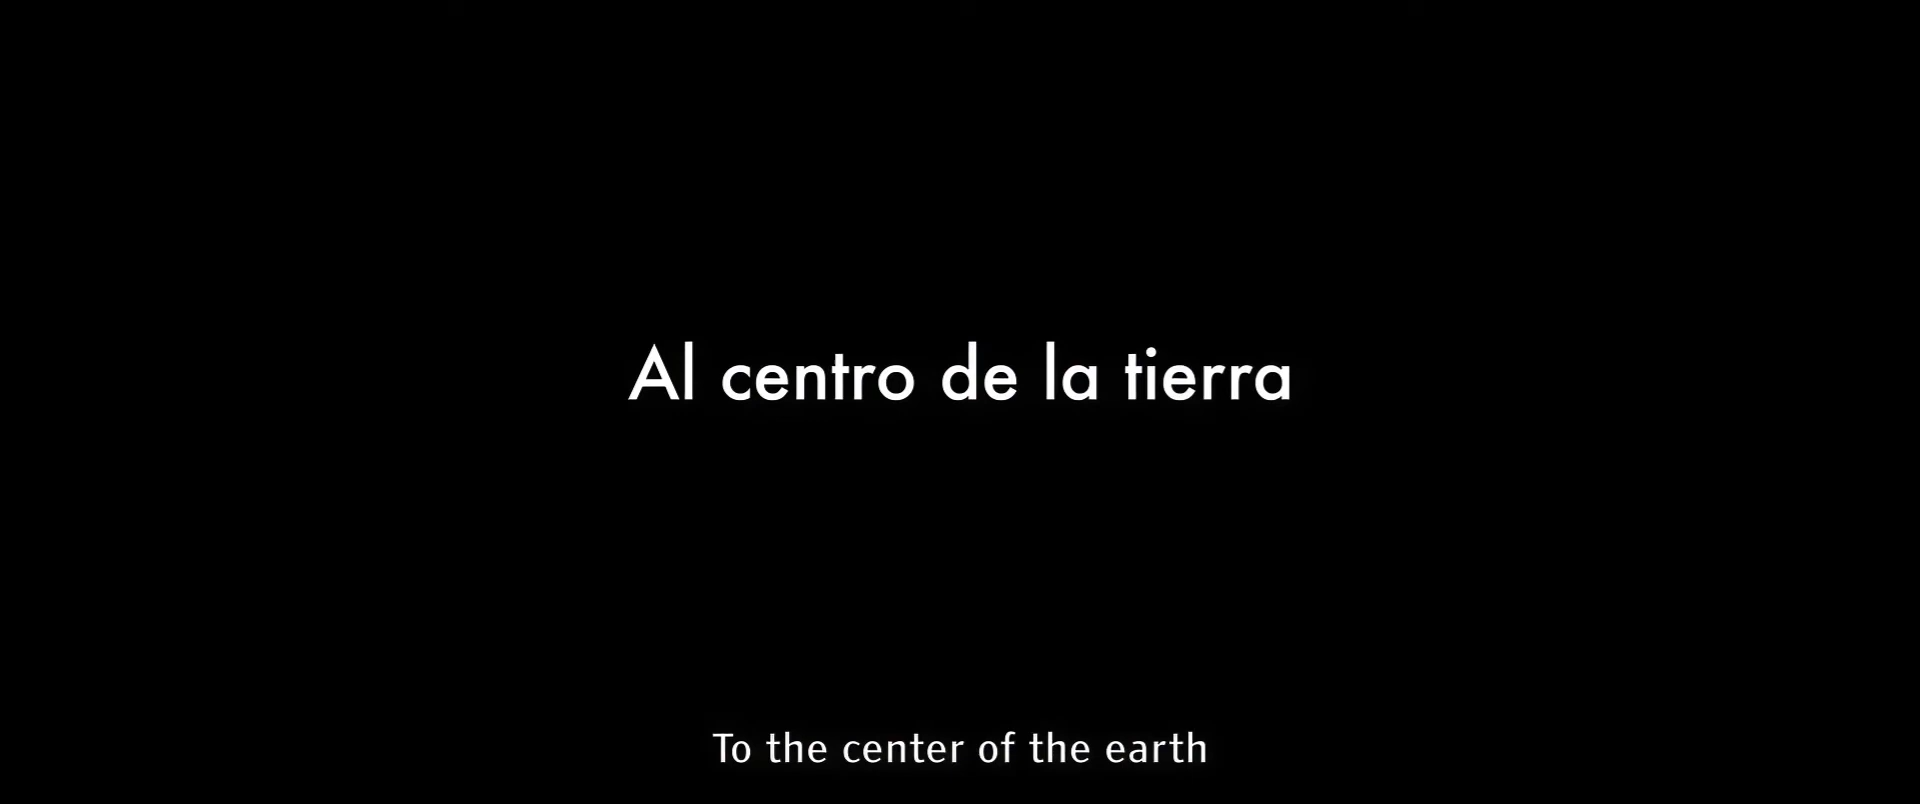 Al centro de la tierra
To the center of the earth